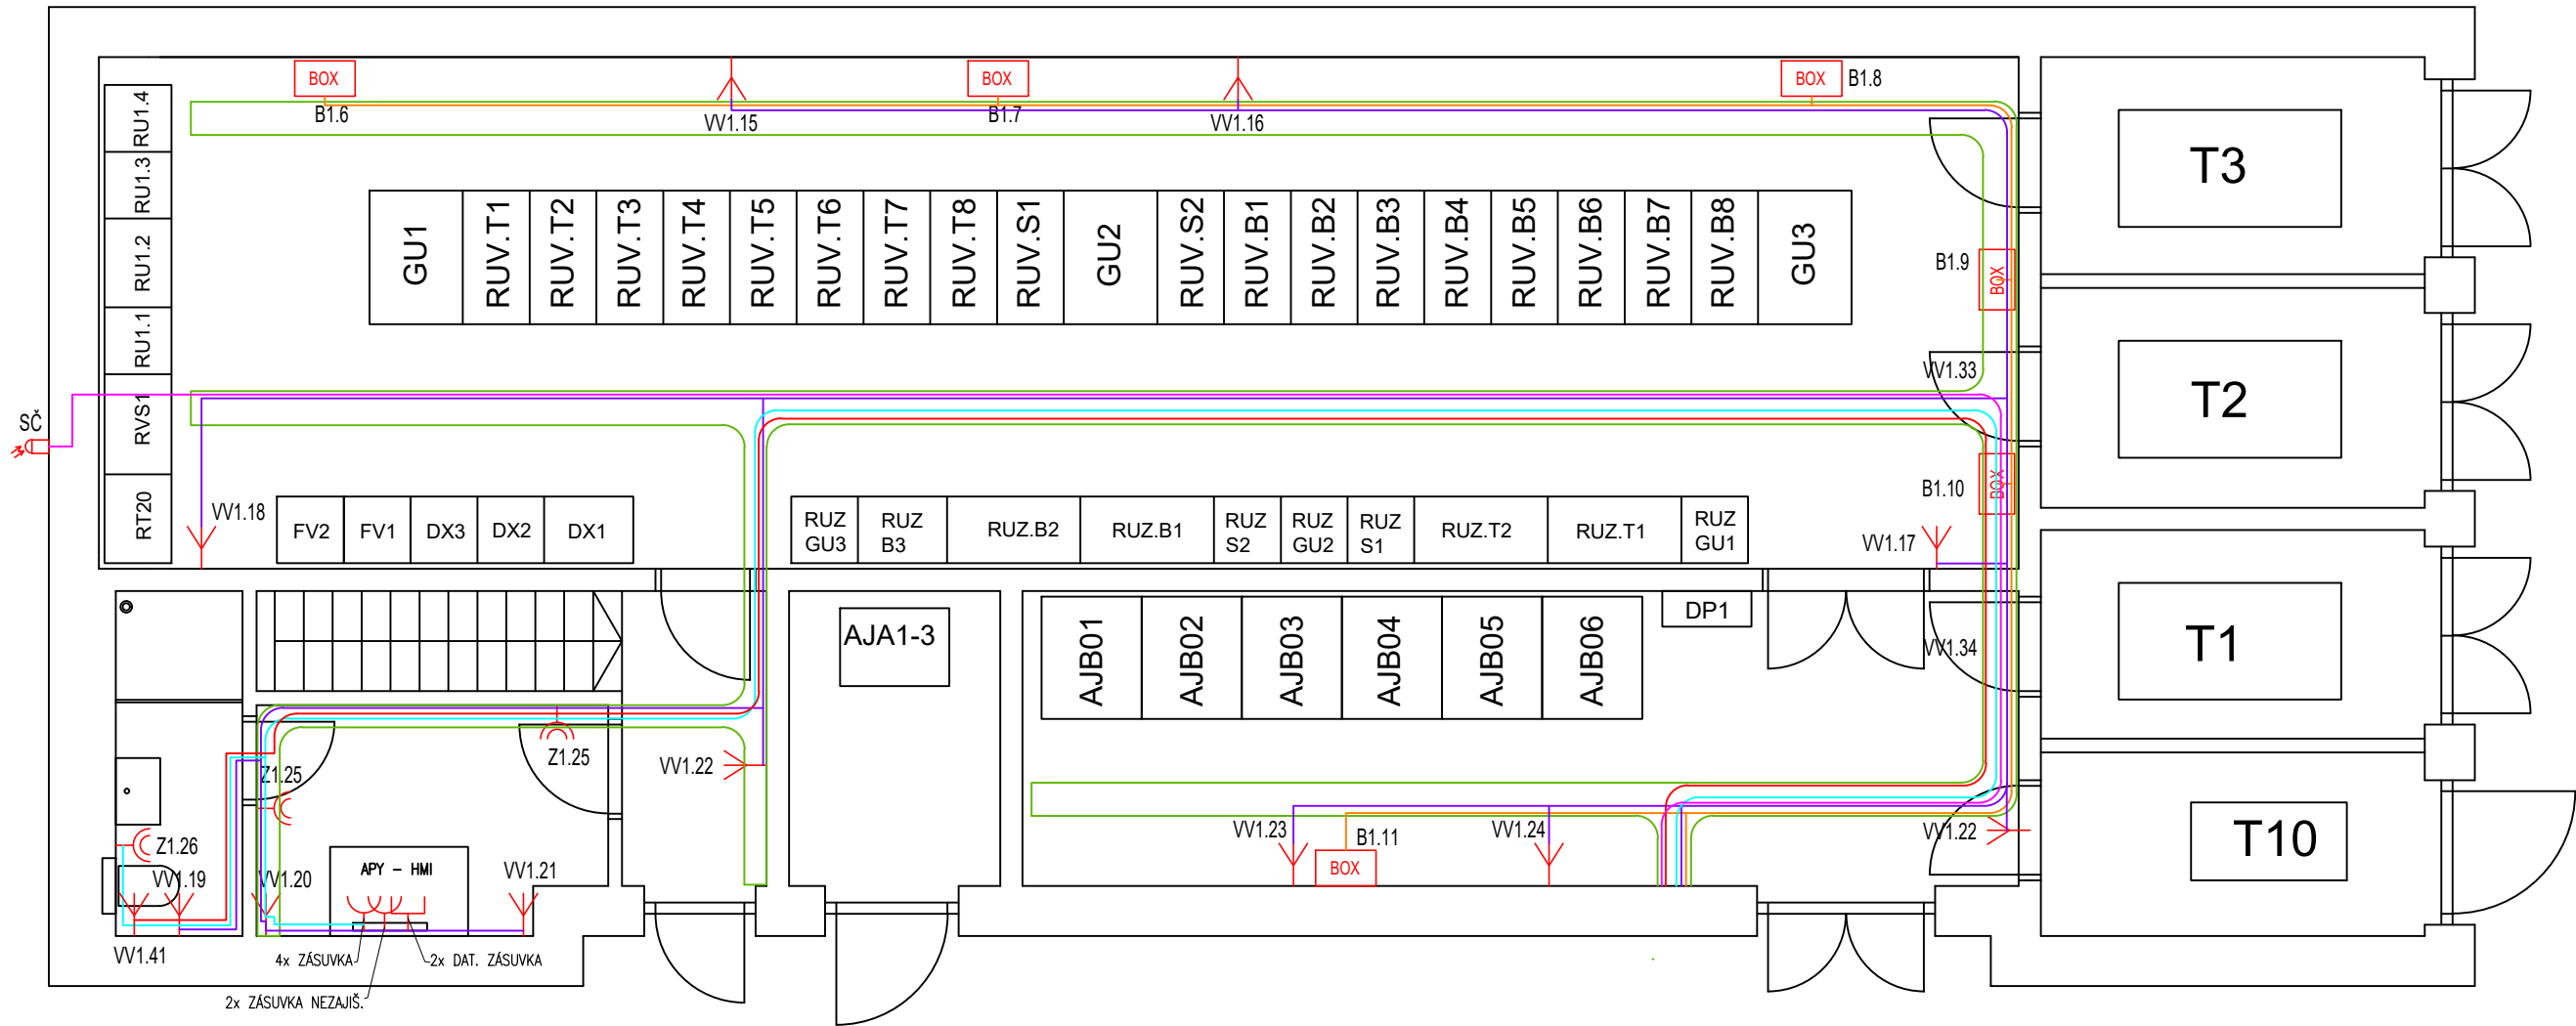 BOX
BOX
BOX
B1.8
B1.6
VV1.15
B1.7
VV1.16
RU1.4
RU1.3
RU1.2
RU1.1
RVS1
RT20
SČ
GU1
RUV.T1
RUV.T2
RUV.T3
RUV.T4
RUV.T5
RUV.T6
RUV.T7
RUV.T8
RUV.S1
GU2
RUV.S2
RUV.B1
RUV.B2
RUV.B3
RUV.B4
RUV.B5
RUV.B6
RUV.B7
RUV.B8
GU3
B1.9
BOX
T3
VV1.33
T2
B1.10
BOX
VV1.18
FV2
FV1
DX3
DX2
DX1
RUZ
GU3
RUZ
B3
RUZ.B2
RUZ.B1
RUZ
S2
RUZ
GU2
RUZ
S1
RUZ.T2
RUZ.T1
RUZ
GU1
VV1.17
AJA1-3
AJB01
AJB02
AJB03
AJB04
AJB05
AJB06
DP1
VV1.34
T1
Z1.25
Z1.25
VV1.22
VV1.23
B1.11
VV1.24
VV1.22
T10
BOX
Z1.26
VV1.19
VV1.20
APY - HMI
VV1.21
VV1.41
4x ZÁSUVKA
2x DAT. ZÁSUVKA
2x ZÁSUVKA NEZAJIŠ.